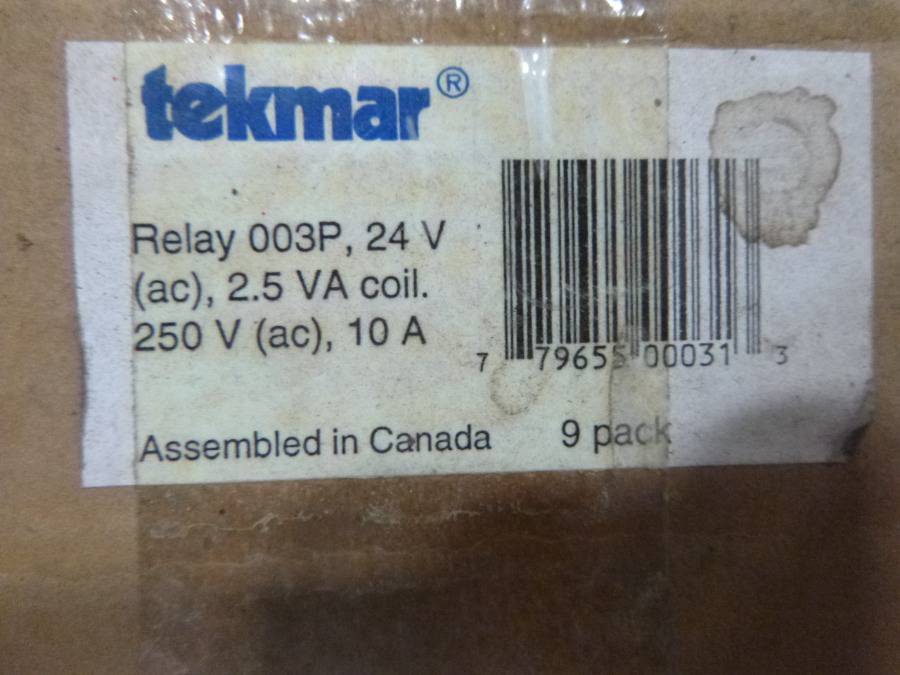 tekmar®
Relay 003P, 24 V
(ac), 2.5 VA coil.
250 V (ac), 10 A
7 79655 00031 3
Assembled in Canada 9 pack